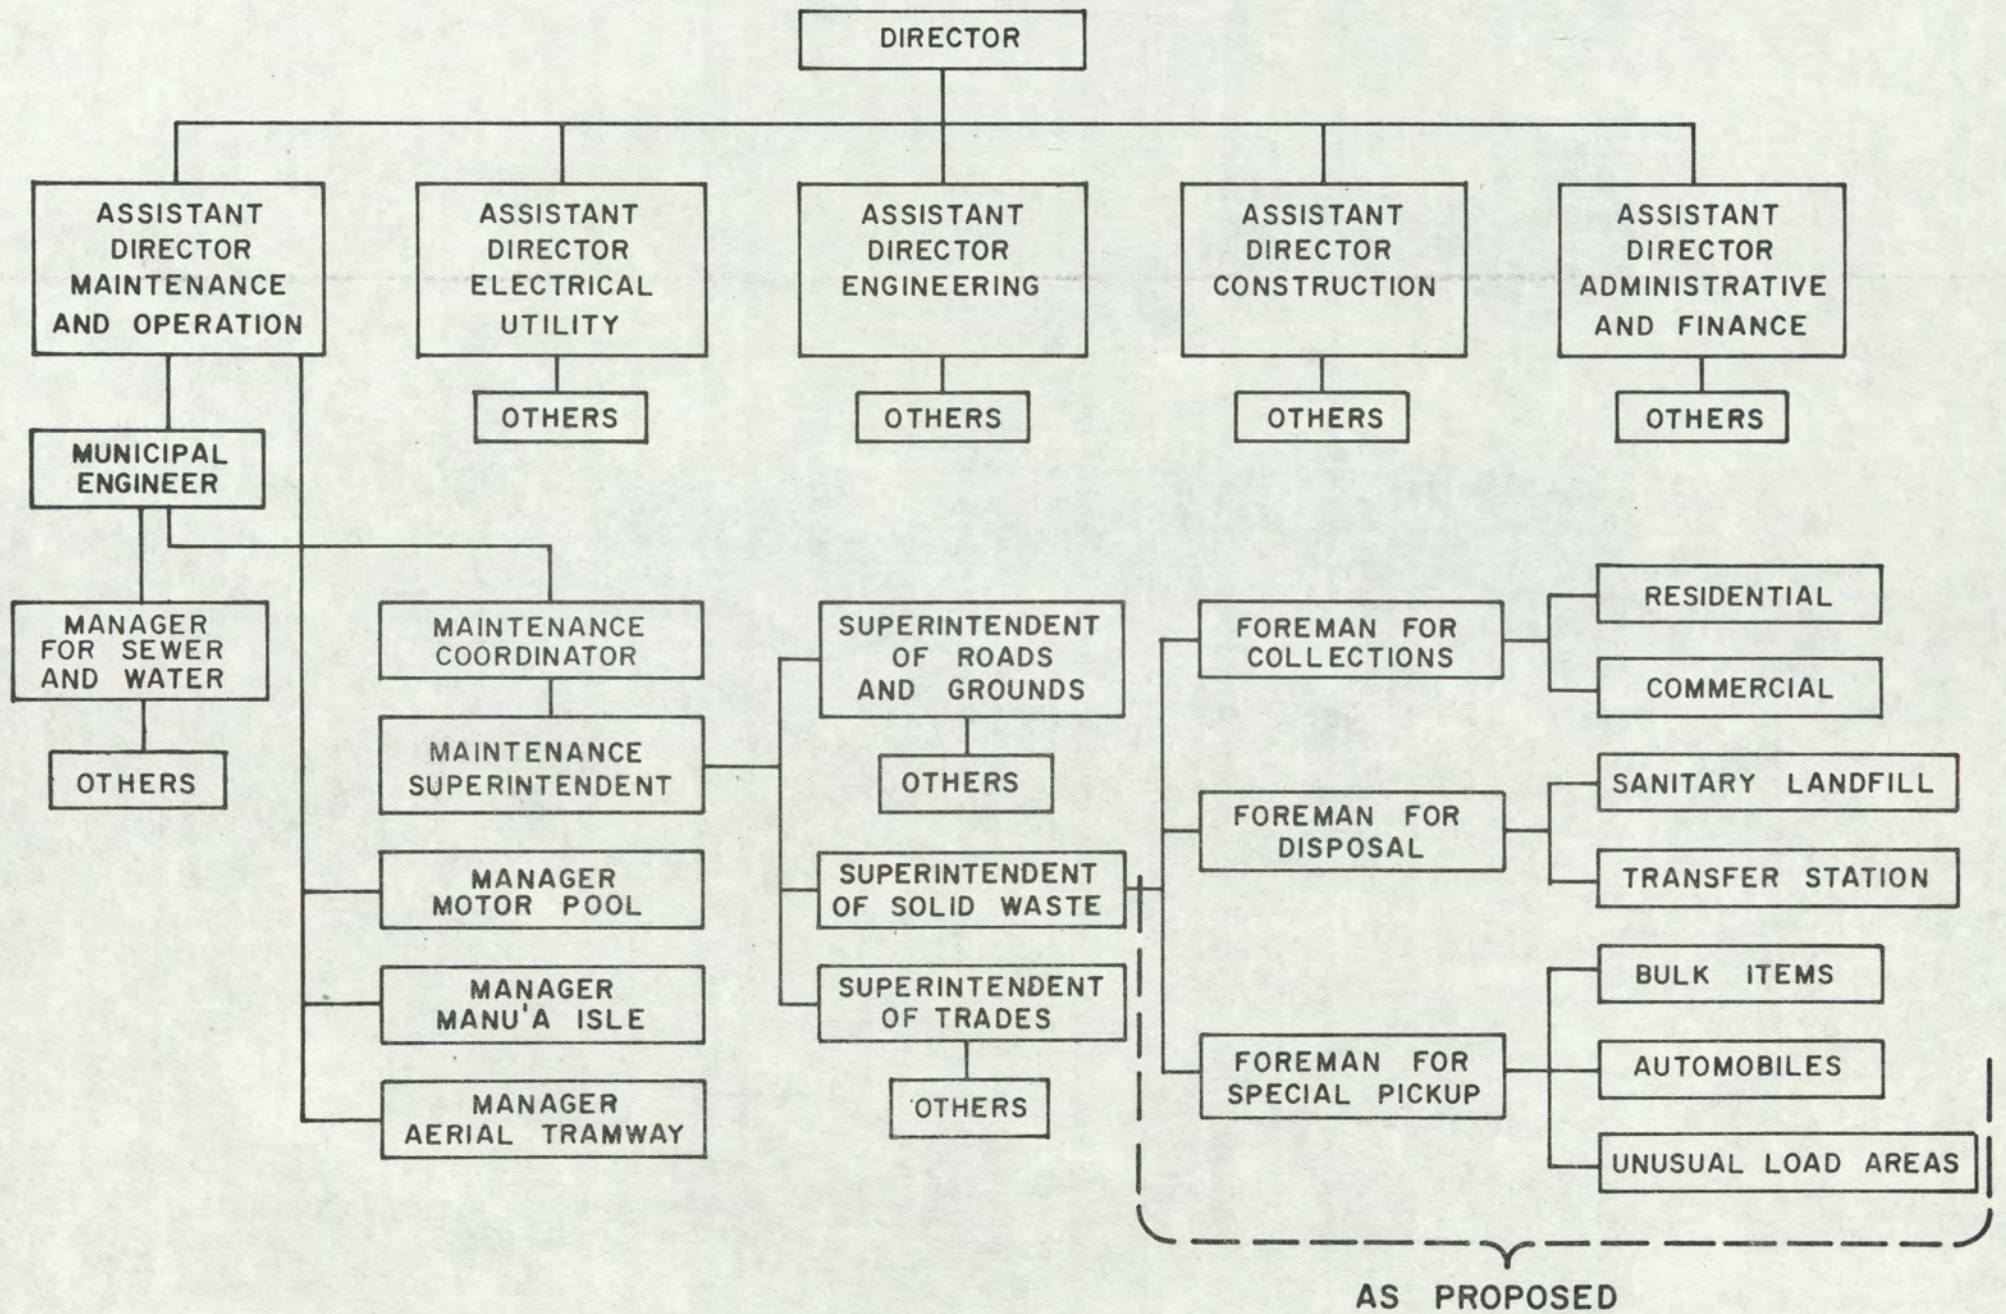 DIRECTOR
ASSISTANT
DIRECTOR
MAINTENANCE
AND OPERATION
ASSISTANT
DIRECTOR
ELECTRICAL
UTILITY
ASSISTANT
DIRECTOR
ENGINEERING
ASSISTANT
DIRECTOR
CONSTRUCTION
ASSISTANT
DIRECTOR
ADMINISTRATIVE
AND FINANCE
OTHERS
OTHERS
OTHERS
OTHERS
MUNICIPAL
ENGINEER
MANAGER
FOR SEWER
AND WATER
OTHERS
MAINTENANCE
COORDINATOR
MAINTENANCE
SUPERINTENDENT
MANAGER
MOTOR POOL
MANAGER
MANU'A ISLE
MANAGER
AERIAL TRAMWAY
SUPERINTENDENT
OF ROADS
AND GROUNDS
OTHERS
SUPERINTENDENT
OF SOLID WASTE
SUPERINTENDENT
OF TRADES
OTHERS
FOREMAN FOR
COLLECTIONS
RESIDENTIAL
COMMERCIAL
FOREMAN FOR
DISPOSAL
SANITARY LANDFILL
TRANSFER STATION
FOREMAN FOR
SPECIAL PICKUP
BULK ITEMS
AUTOMOBILES
UNUSUAL LOAD AREAS
AS PROPOSED